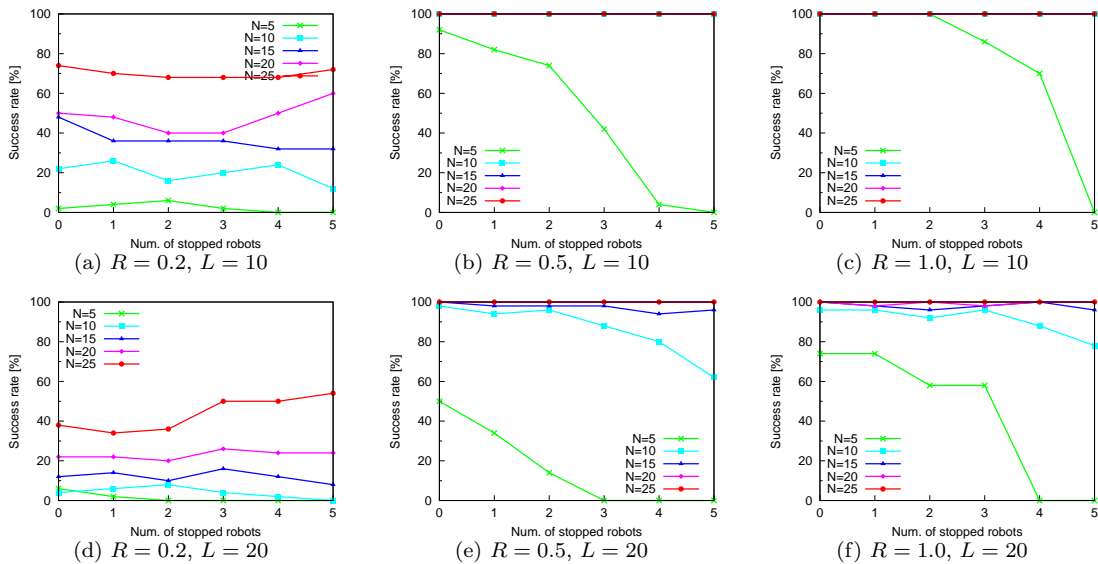 100
80
60
40
20
0
Success rate [%]
N=5
N=10
N=15
N=20
N=25
0 1 2 3 4 5
Num. of stopped robots
(a) R = 0.2, L = 10
100
80
60
40
20
0
Success rate [%]
N=5
N=10
N=15
N=20
N=25
0 1 2 3 4 5
Num. of stopped robots
(b) R = 0.5, L = 10
100
80
60
40
20
0
Success rate [%]
N=5
N=10
N=15
N=20
N=25
0 1 2 3 4 5
Num. of stopped robots
(c) R = 1.0, L = 10
100
80
60
40
20
0
Success rate [%]
N=5
N=10
N=15
N=20
N=25
0 1 2 3 4 5
Num. of stopped robots
(d) R = 0.2, L = 20
100
80
60
40
20
0
Success rate [%]
N=5
N=10
N=15
N=20
N=25
0 1 2 3 4 5
Num. of stopped robots
(e) R = 0.5, L = 20
100
80
60
40
20
0
Success rate [%]
N=5
N=10
N=15
N=20
N=25
0 1 2 3 4 5
Num. of stopped robots
(f) R = 1.0, L = 20